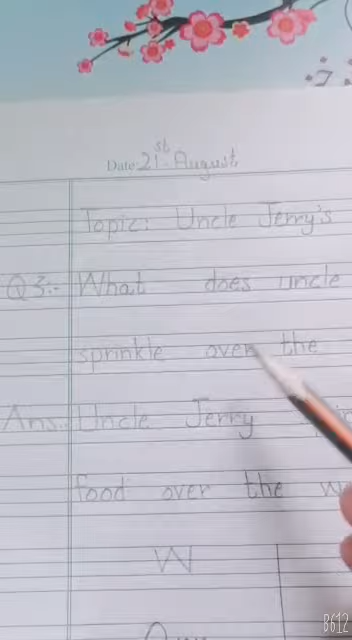 Date: 21st August
Topic: Uncle Jerry's
Q3:- What does uncle
sprinkle over the
Ans. Uncle Jerry
food over the
W
B612